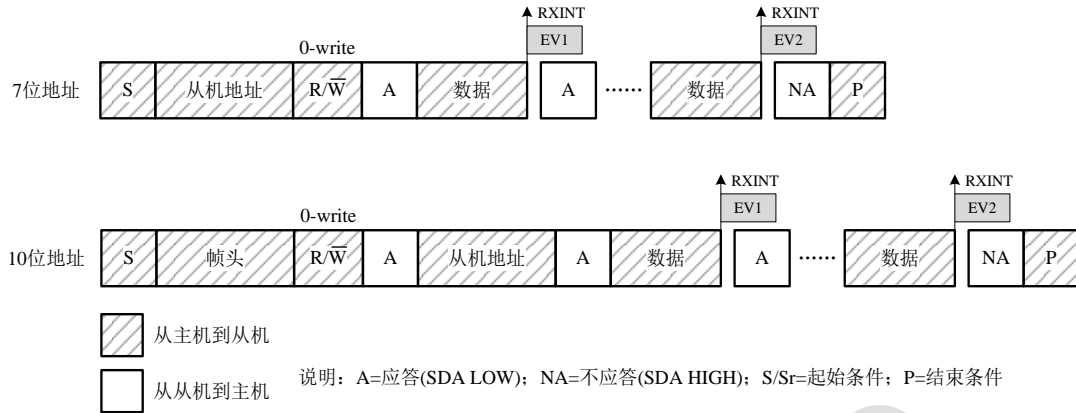 RXINT RXINT
EV1 EV2
0-write
7位地址 S 从机地址 R/W̅ A 数据 A …… 数据 NA P
RXINT RXINT
EV1 EV2
0-write
10位地址 S 帧头 R/W̅ A 从机地址 A 数据 A …… 数据 NA P
从主机到从机
从从机到主机
说明：A=应答(SDA LOW)；NA=不应答(SDA HIGH)；S/Sr=起始条件；P=结束条件